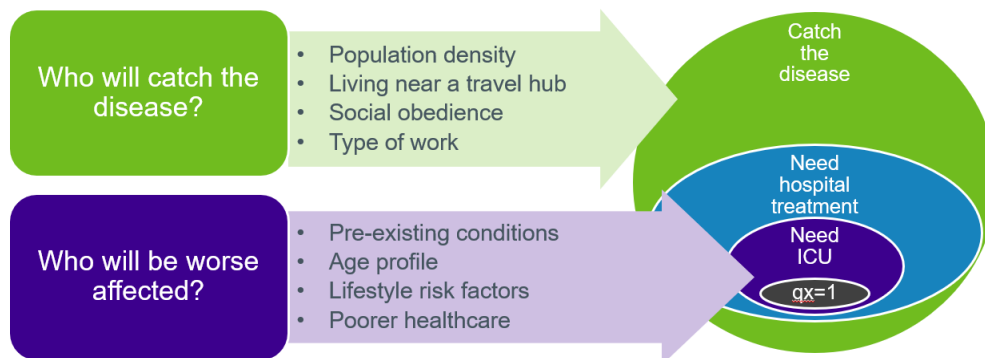 Who will catch the
disease?
• Population density
• Living near a travel hub
• Social obedience
• Type of work
Catch
the
disease
Need
hospital
treatment
Need
ICU
qx=1
Who will be worse
affected?
• Pre-existing conditions
• Age profile
• Lifestyle risk factors
• Poorer healthcare